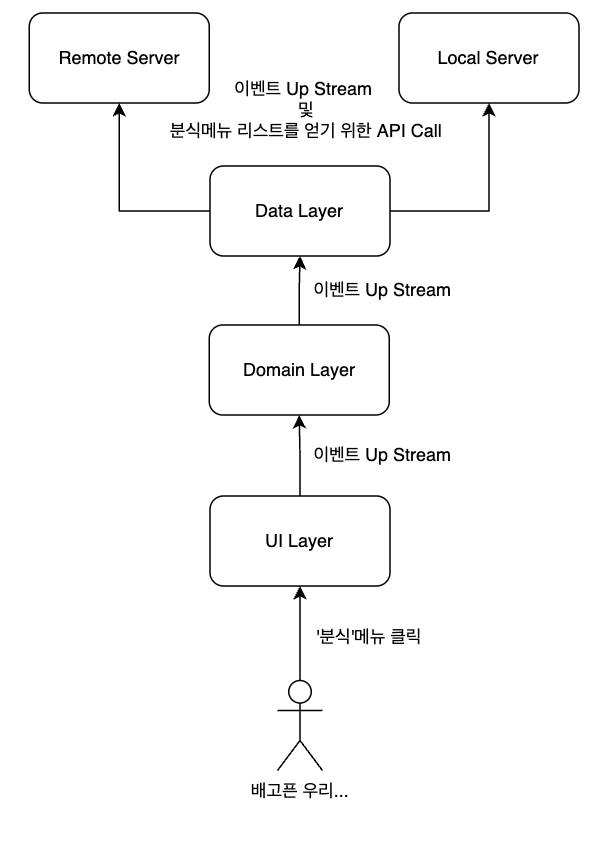 Remote Server
Local Server
이벤트 Up Stream
및
분식메뉴 리스트를 얻기 위한 API Call
Data Layer
이벤트 Up Stream
Domain Layer
이벤트 Up Stream
UI Layer
'분식'메뉴 클릭
배고픈 우리...